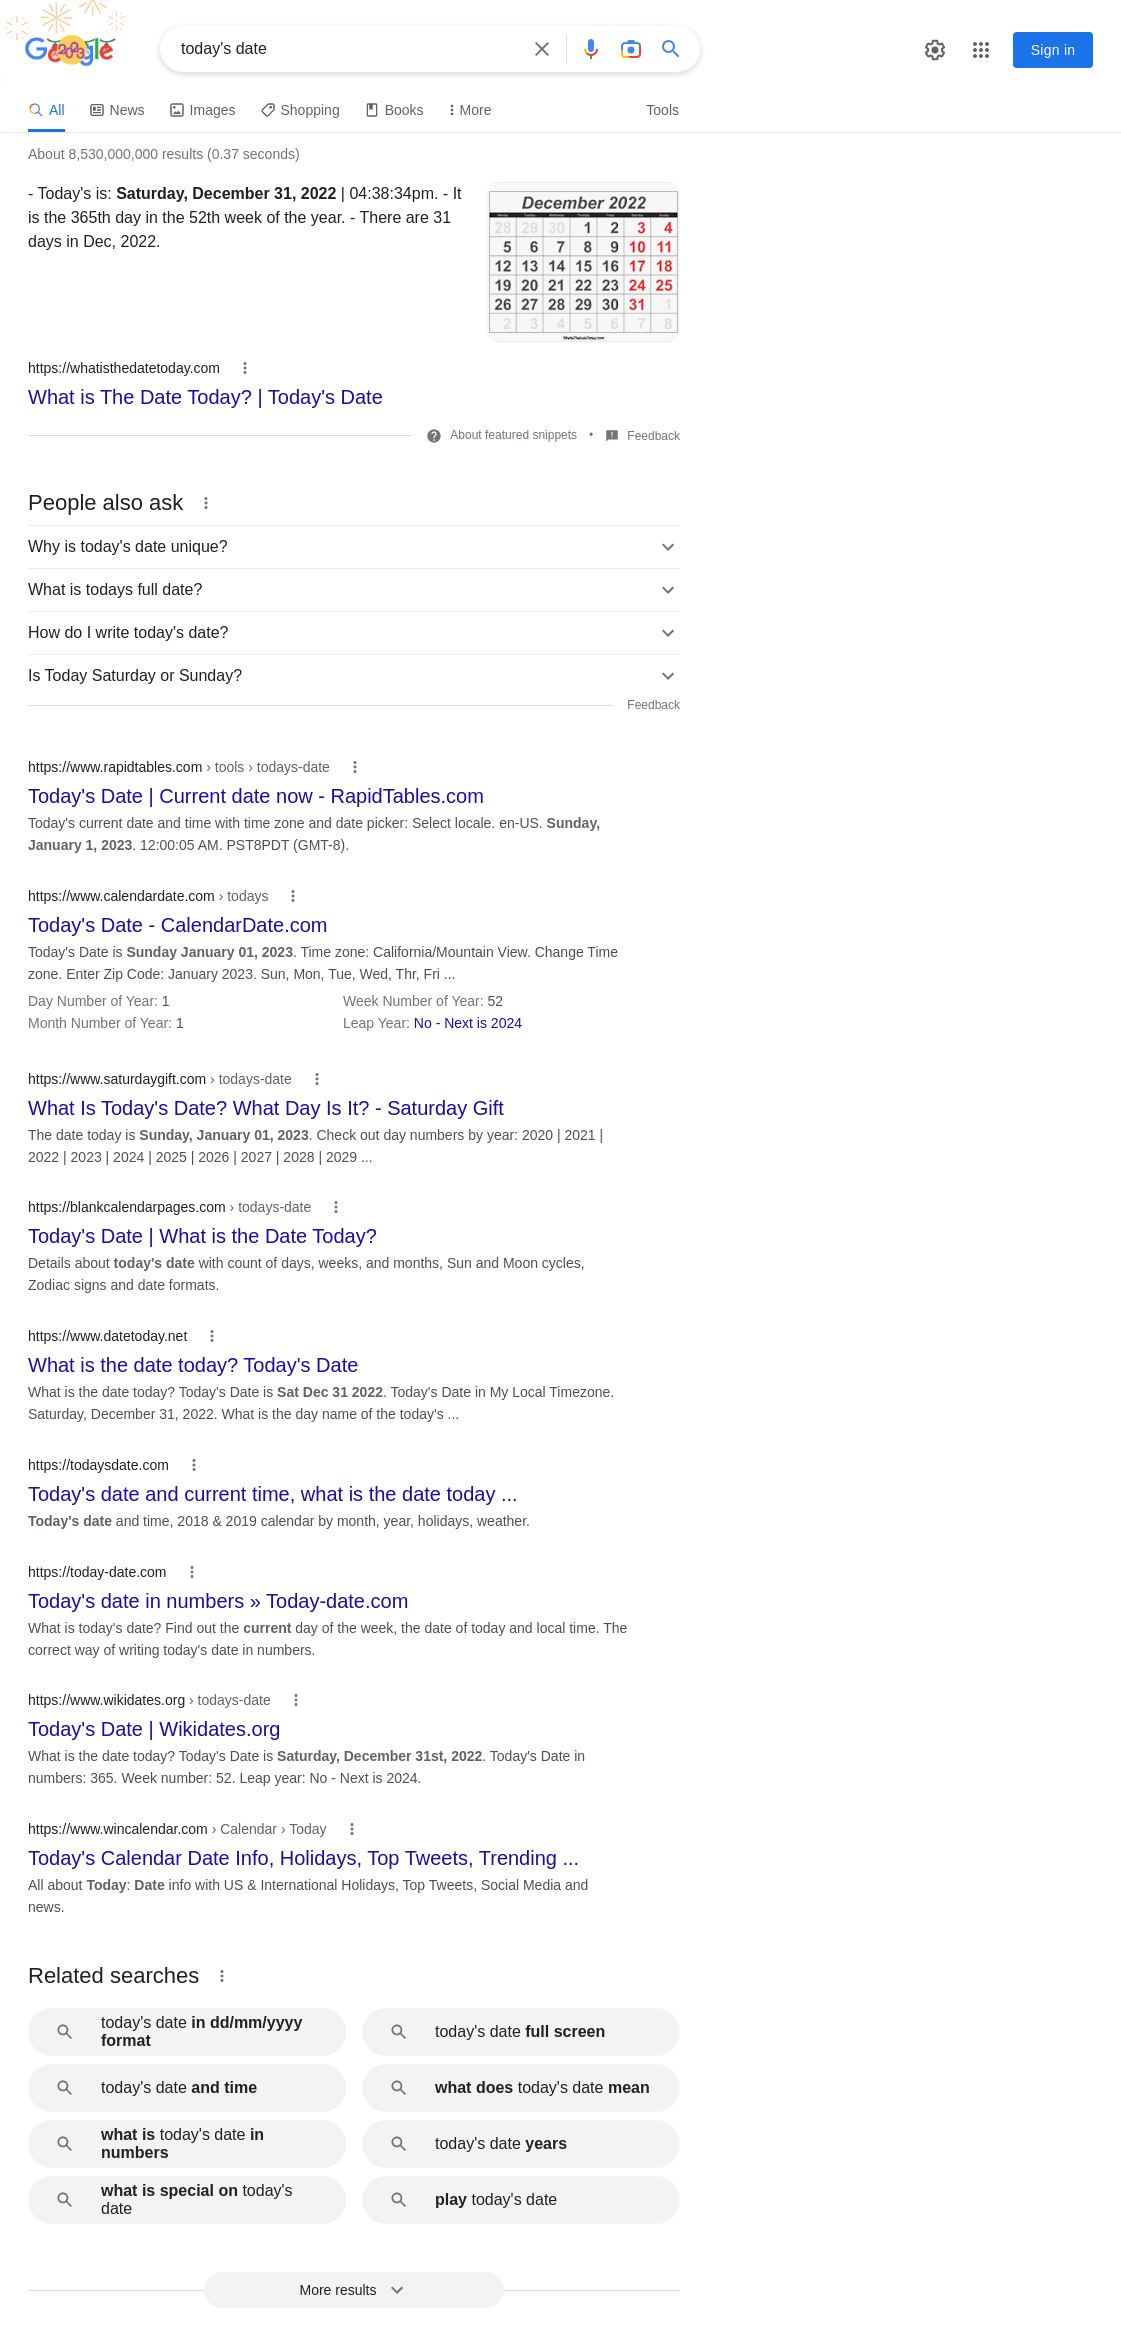 Google
2023
today's date
Sign in
All
News
Images
Shopping
Books
More
Tools
About 8,530,000,000 results (0.37 seconds)
- Today's is: Saturday, December 31, 2022 | 04:38:34pm. - It
is the 365th day in the 52th week of the year. - There are 31
days in Dec, 2022.
December 2022
Monday Tuesday Wednesday Thursday Friday Saturday Sunday
28 29 30 1 2 3 4
5 6 7 8 9 10 11
12 13 14 15 16 17 18
19 20 21 22 23 24 25
26 27 28 29 30 31 1
2 3 4 5 6 7 8
WhatIsTheDateToday.Com
https://whatisthedatetoday.com
What is The Date Today? | Today's Date
About featured snippets • Feedback
People also ask
Why is today's date unique?
What is todays full date?
How do I write today's date?
Is Today Saturday or Sunday?
Feedback
https://www.rapidtables.com › tools › todays-date
Today's Date | Current date now - RapidTables.com
Today's current date and time with time zone and date picker: Select locale. en-US. Sunday,
January 1, 2023. 12:00:05 AM. PST8PDT (GMT-8).
https://www.calendardate.com › todays
Today's Date - CalendarDate.com
Today's Date is Sunday January 01, 2023. Time zone: California/Mountain View. Change Time
zone. Enter Zip Code: January 2023. Sun, Mon, Tue, Wed, Thr, Fri ...
Day Number of Year: 1 Week Number of Year: 52
Month Number of Year: 1 Leap Year: No - Next is 2024
https://www.saturdaygift.com › todays-date
What Is Today's Date? What Day Is It? - Saturday Gift
The date today is Sunday, January 01, 2023. Check out day numbers by year: 2020 | 2021 |
2022 | 2023 | 2024 | 2025 | 2026 | 2027 | 2028 | 2029 ...
https://blankcalendarpages.com › todays-date
Today's Date | What is the Date Today?
Details about today's date with count of days, weeks, and months, Sun and Moon cycles,
Zodiac signs and date formats.
https://www.datetoday.net
What is the date today? Today's Date
What is the date today? Today's Date is Sat Dec 31 2022. Today's Date in My Local Timezone.
Saturday, December 31, 2022. What is the day name of the today's ...
https://todaysdate.com
Today's date and current time, what is the date today ...
Today's date and time, 2018 & 2019 calendar by month, year, holidays, weather.
https://today-date.com
Today's date in numbers » Today-date.com
What is today's date? Find out the current day of the week, the date of today and local time. The
correct way of writing today's date in numbers.
https://www.wikidates.org › todays-date
Today's Date | Wikidates.org
What is the date today? Today's Date is Saturday, December 31st, 2022. Today's Date in
numbers: 365. Week number: 52. Leap year: No - Next is 2024.
https://www.wincalendar.com › Calendar › Today
Today's Calendar Date Info, Holidays, Top Tweets, Trending ...
All about Today: Date info with US & International Holidays, Top Tweets, Social Media and
news.
Related searches
today's date in dd/mm/yyyy
format
today's date full screen
today's date and time
what does today's date mean
what is today's date in
numbers
today's date years
what is special on today's
date
play today's date
More results